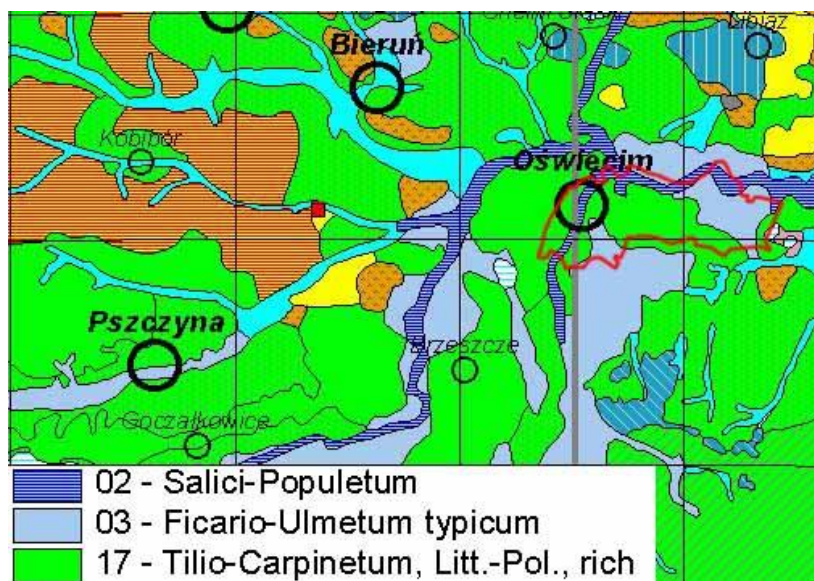 Bieruń
Kobiór
Oświęcim
Pszczyna
Brzeszcze
Goczałkowice
02 - Salici-Populetum
03 - Ficario-Ulmetum typicum
17 - Tilio-Carpinetum, Litt.-Pol., rich